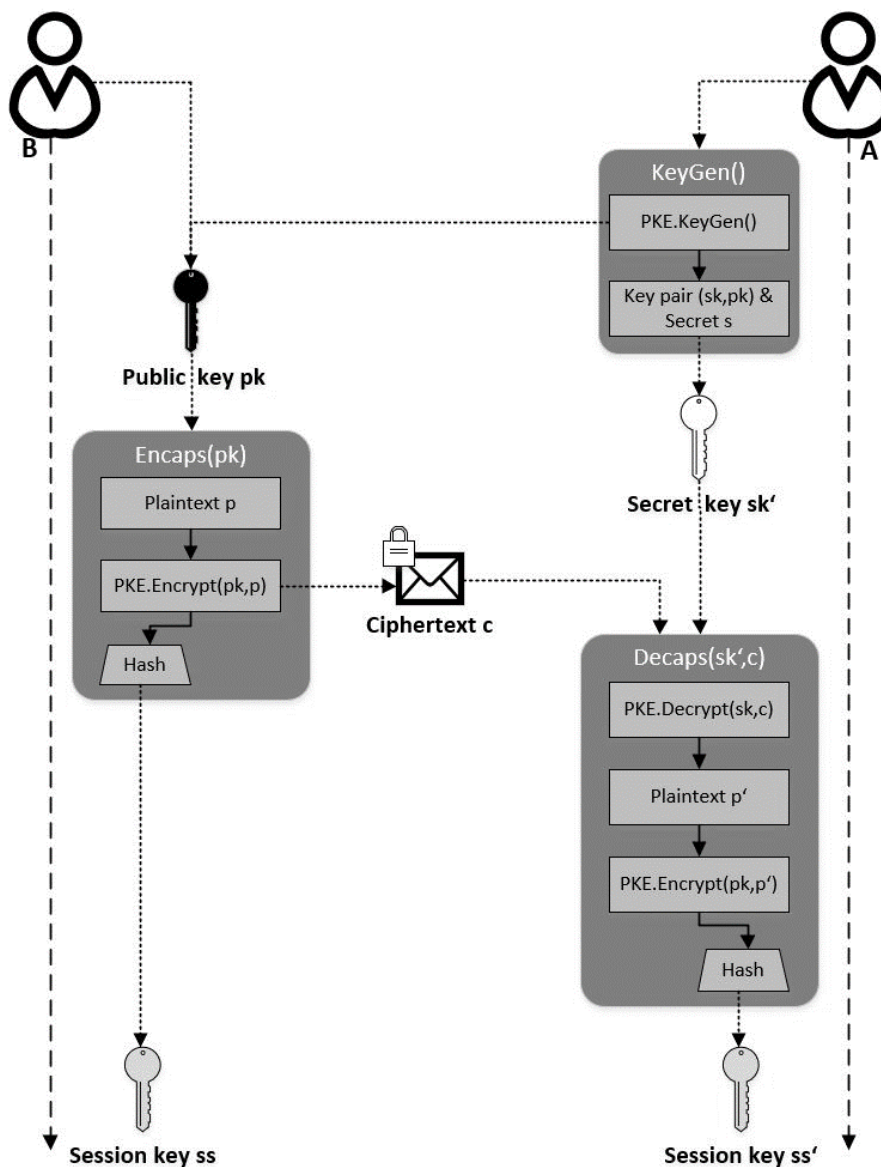 B
A
KeyGen()
PKE.KeyGen()
Key pair (sk,pk) &
Secret s
Public key pk
Secret key sk‘
Encaps(pk)
Plaintext p
PKE.Encrypt(pk,p)
Hash
Ciphertext c
Decaps(sk‘,c)
PKE.Decrypt(sk,c)
Plaintext p‘
PKE.Encrypt(pk,p‘)
Hash
Session key ss
Session key ss‘